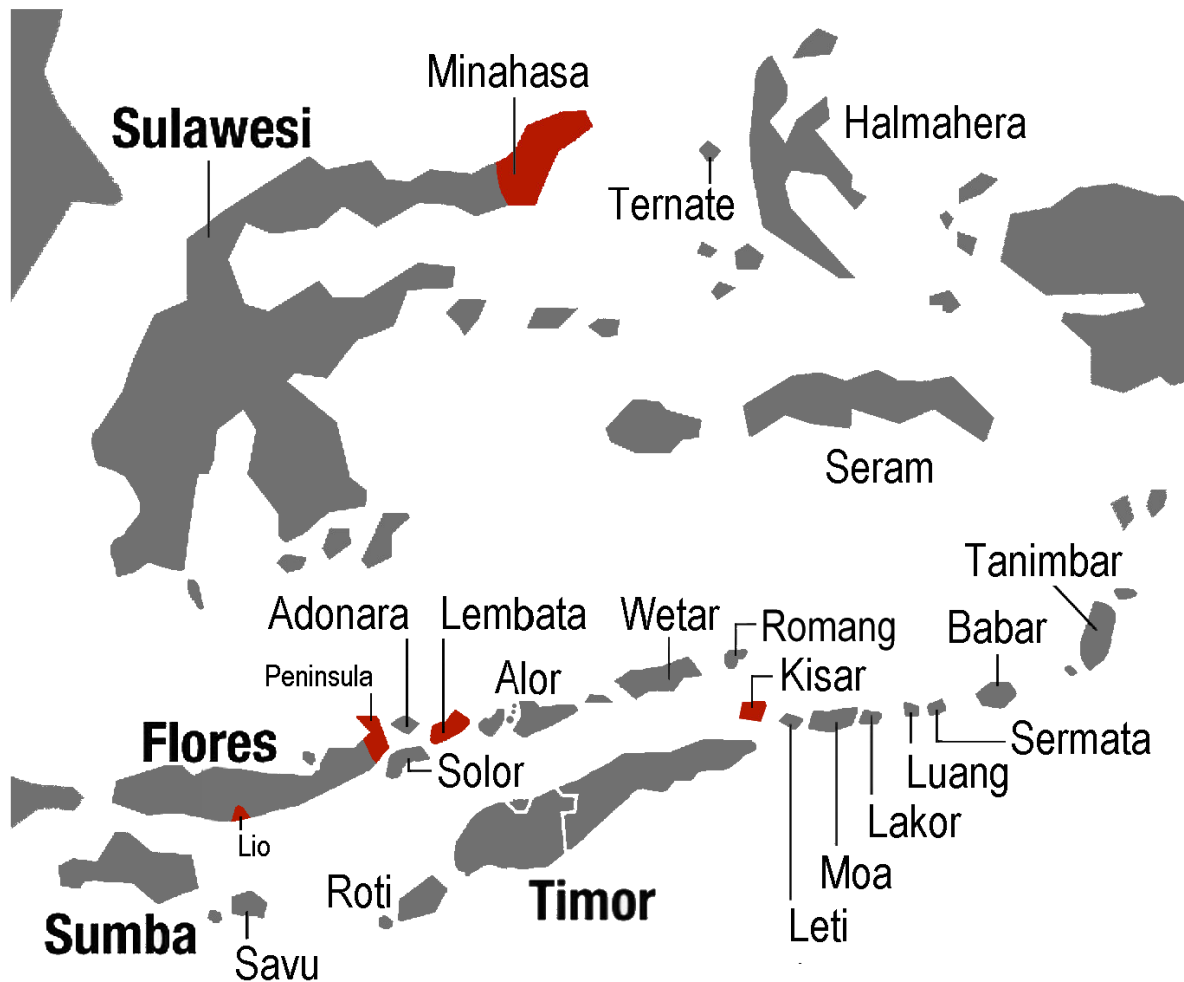 Minahasa
Sulawesi
Halmahera
Ternate
Seram
Tanimbar
Adonara
Lembata
Wetar
Romang
Babar
Peninsula
Alor
Kisar
Flores
Solor
Sermata
Luang
Lakor
Lio
Moa
Roti
Timor
Leti
Sumba
Savu